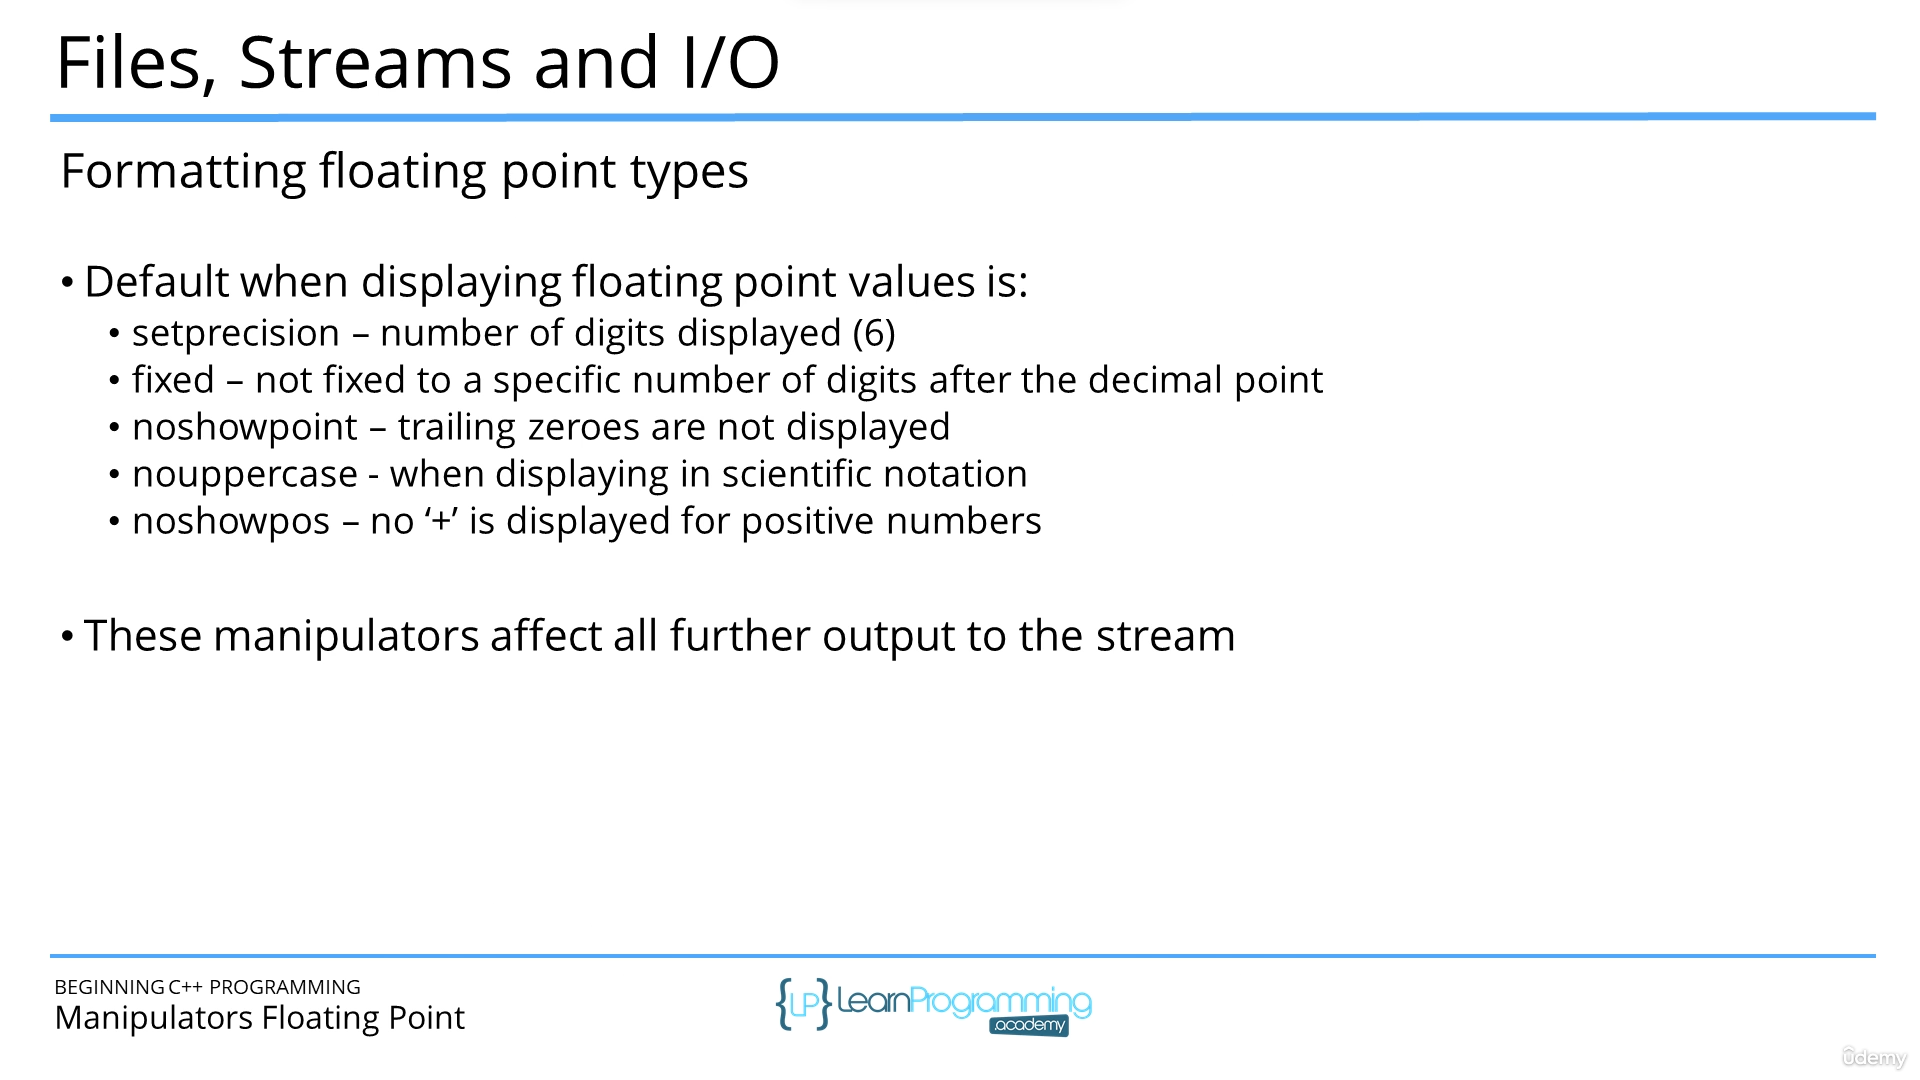 Files, Streams and I/O
Formatting floating point types
• Default when displaying floating point values is:
• setprecision – number of digits displayed (6)
• fixed – not fixed to a specific number of digits after the decimal point
• noshowpoint – trailing zeroes are not displayed
• nouppercase - when displaying in scientific notation
• noshowpos – no ‘+’ is displayed for positive numbers
• These manipulators affect all further output to the stream
BEGINNING C++ PROGRAMMING
Manipulators Floating Point
{LP} LearnProgramming
academy
ûdemy